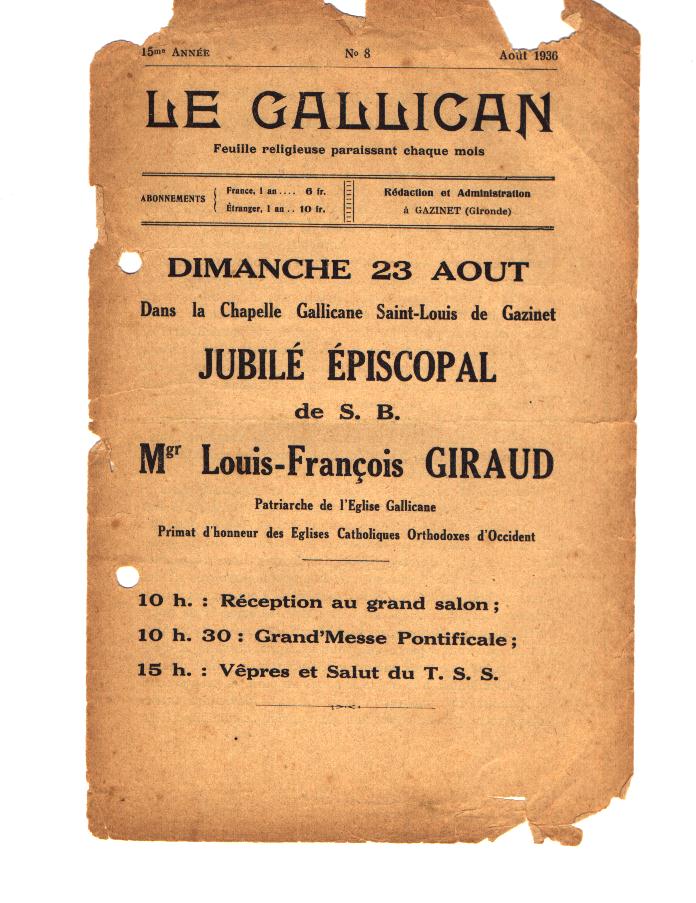 15me ANNÉE No 8 Août 1936
LE GALLICAN
Feuille religieuse paraissant chaque mois
ABONNEMENTS { France, 1 an .... 6 fr.
Étranger, 1 an .. 10 fr.
Rédaction et Administration
à GAZINET (Gironde)
DIMANCHE 23 AOUT
Dans la Chapelle Gallicane Saint-Louis de Gazinet
JUBILÉ ÉPISCOPAL
de S. B.
Mgr Louis-François GIRAUD
Patriarche de l'Eglise Gallicane
Primat d'honneur des Eglises Catholiques Orthodoxes d'Occident
10 h. : Réception au grand salon ;
10 h. 30 : Grand'Messe Pontificale ;
15 h. : Vêpres et Salut du T. S. S.